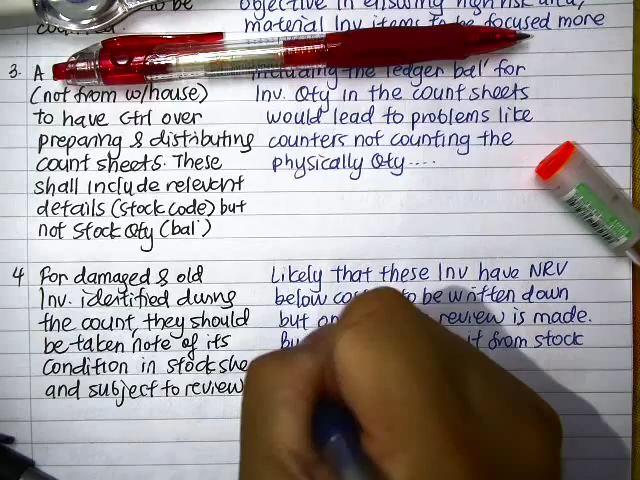 to be
objective in ensuring high risk area,
material Inv items to be focused more
3. A
(not from w/house)
to have ctrl over
preparing & distributing
count sheets. These
shall include relevent
details (stock code) but
not stock Qty (bal')
including the ledger bal' for
Inv. Qty in the count sheets
would lead to problems like
counters not counting the
physically Qty....
4 For damaged & old
Inv. identified during
the count, they should
be taken note of its
condition in stock she
and subject to review
Likely that these Inv have NRV
below to be written down
but review is made.
from stock